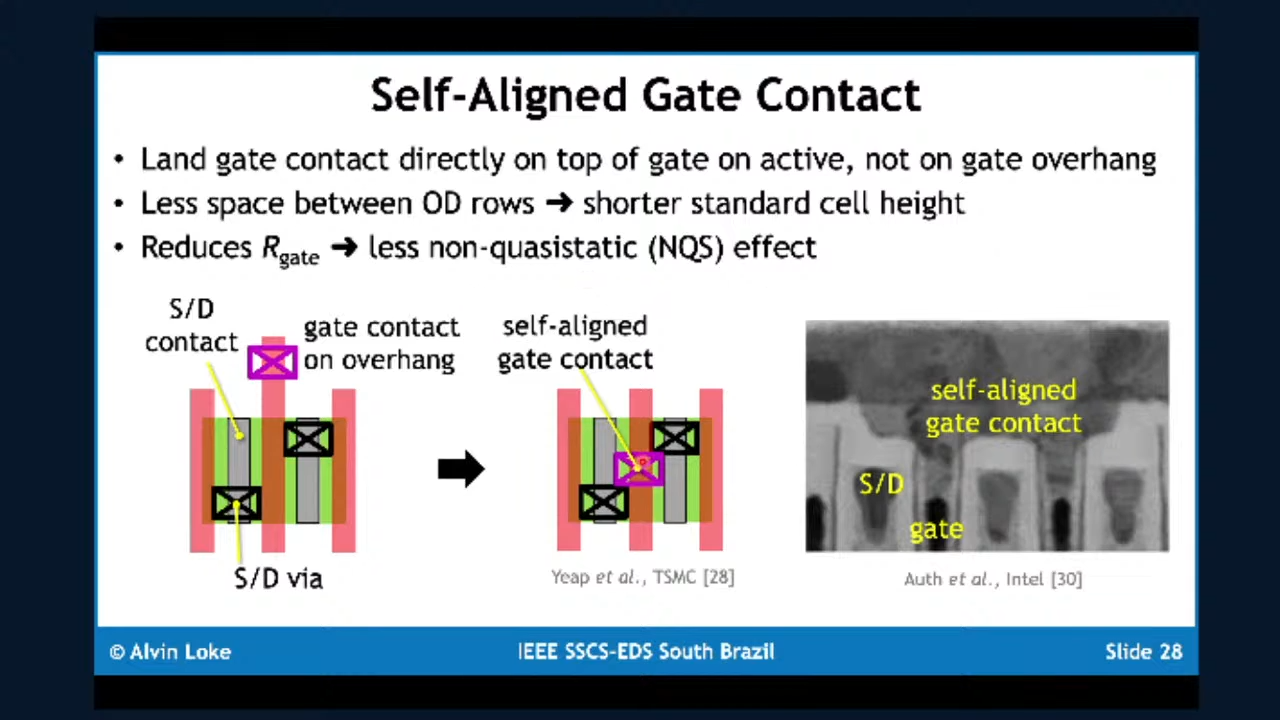 Self-Aligned Gate Contact
• Land gate contact directly on top of gate on active, not on gate overhang
• Less space between OD rows ➔ shorter standard cell height
• Reduces Rgate ➔ less non-quasistatic (NQS) effect
S/D
contact
gate contact
on overhang
S/D via
self-aligned
gate contact
Yeap et al., TSMC [28]
self-aligned
gate contact
S/D
gate
Auth et al., Intel [30]
© Alvin Loke
IEEE SSCS-EDS South Brazil
Slide 28